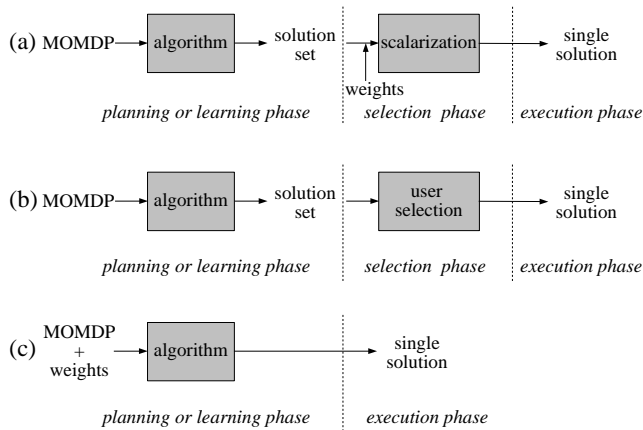 (a) MOMDP algorithm solution set scalarization single solution
weights
planning or learning phase selection phase execution phase
(b) MOMDP algorithm solution set user selection single solution
planning or learning phase selection phase execution phase
(c) MOMDP + weights algorithm single solution
planning or learning phase execution phase